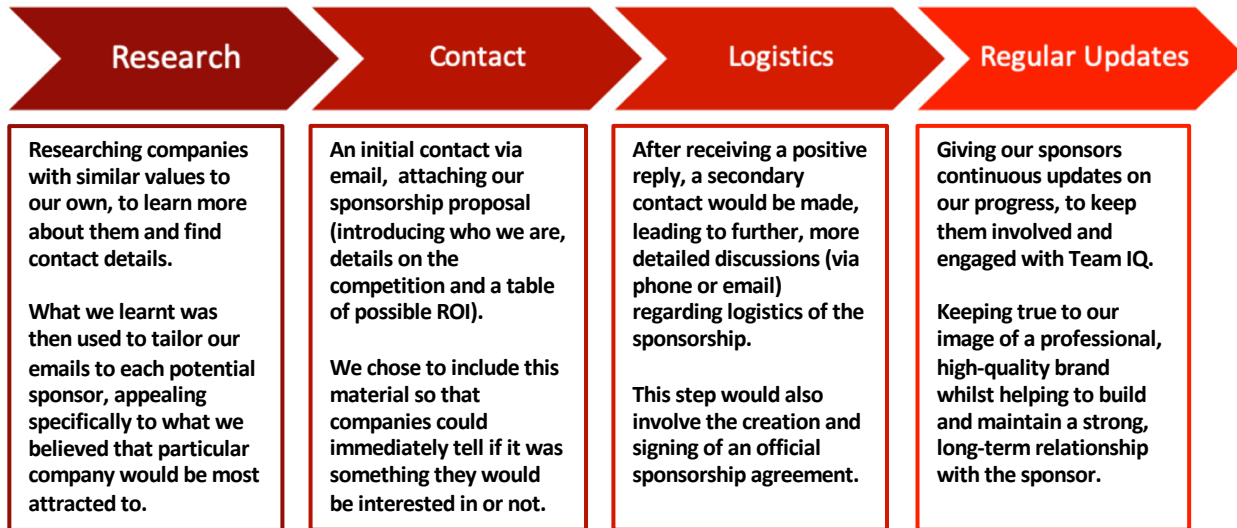 Research
Contact
Logistics
Regular Updates
Researching companies
with similar values to
our own, to learn more
about them and find
contact details.
What we learnt was
then used to tailor our
emails to each potential
sponsor, appealing
specifically to what we
believed that particular
company would be most
attracted to.
An initial contact via
email, attaching our
sponsorship proposal
(introducing who we are,
details on the
competition and a table
of possible ROI).
We chose to include this
material so that
companies could
immediately tell if it was
something they would
be interested in or not.
After receiving a positive
reply, a secondary
contact would be made,
leading to further, more
detailed discussions (via
phone or email)
regarding logistics of the
sponsorship.
This step would also
involve the creation and
signing of an official
sponsorship agreement.
Giving our sponsors
continuous updates on
our progress, to keep
them involved and
engaged with Team IQ.
Keeping true to our
image of a professional,
high-quality brand
whilst helping to build
and maintain a strong,
long-term relationship
with the sponsor.